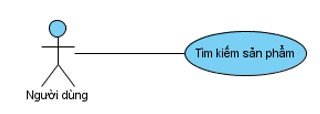 Tìm kiếm sản phẩm
Người dùng